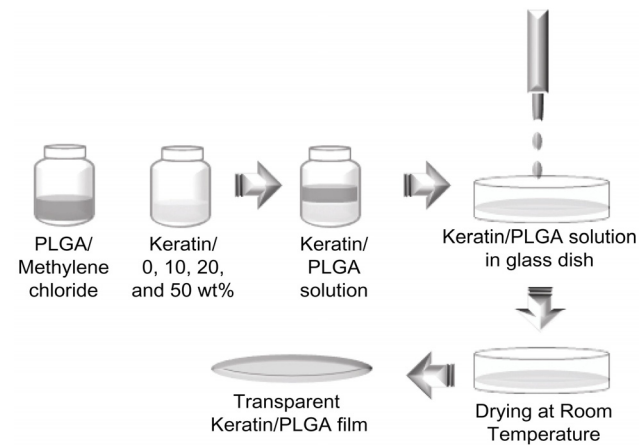 PLGA/
Methylene
chloride
Keratin/
0, 10, 20,
and 50 wt%
Keratin/
PLGA
solution
Keratin/PLGA solution
in glass dish
Transparent
Keratin/PLGA film
Drying at Room
Temperature